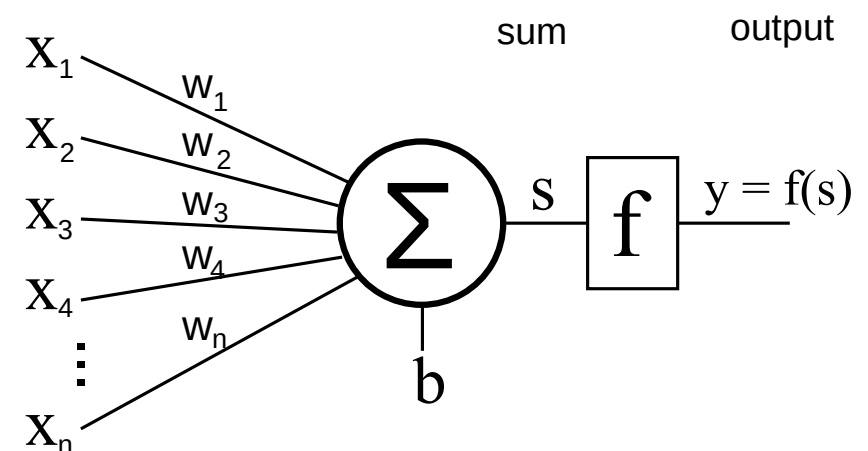 sum
output
x1
w1
x2
w2
x3
w3
x4
w4
⋮
wn
xn
Σ
b
s
f
y = f(s)